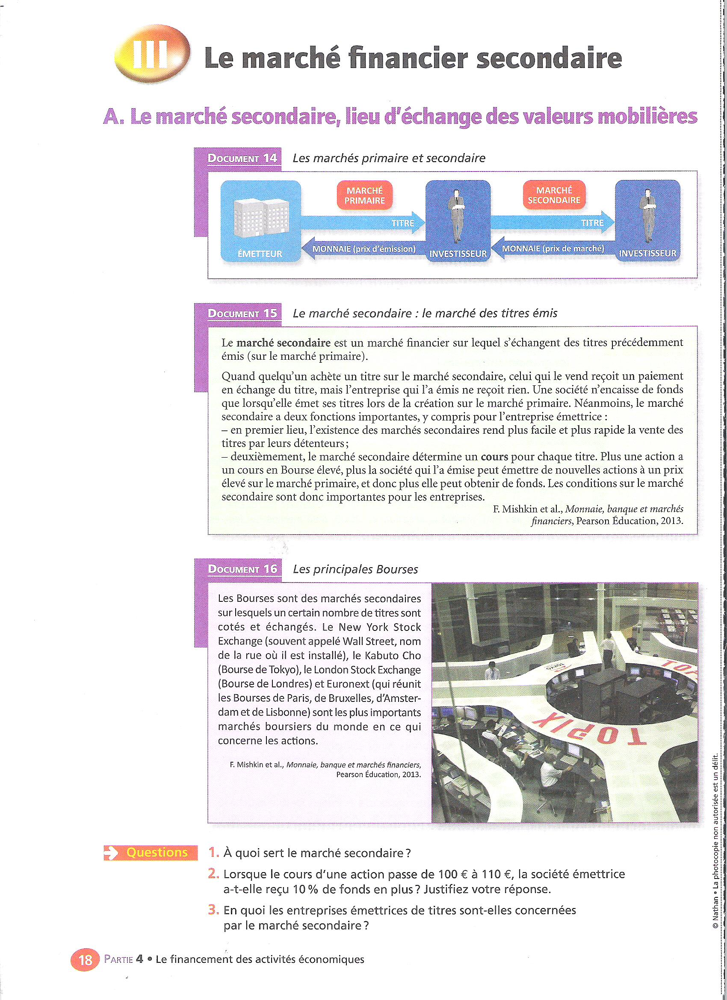 III
Le marché financier secondaire
A. Le marché secondaire, lieu d'échange des valeurs mobilières
DOCUMENT 14
Les marchés primaire et secondaire
MARCHÉ
PRIMAIRE
MARCHÉ
SECONDAIRE
TITRE
TITRE
MONNAIE (prix d'émission)
MONNAIE (prix de marché)
ÉMETTEUR
INVESTISSEUR
INVESTISSEUR
DOCUMENT 15
Le marché secondaire : le marché des titres émis
Le marché secondaire est un marché financier sur lequel s'échangent des titres précédemment
émis (sur le marché primaire).
Quand quelqu'un achète un titre sur le marché secondaire, celui qui le vend reçoit un paiement
en échange du titre, mais l'entreprise qui l'a émis ne reçoit rien. Une société n'encaisse de fonds
que lorsqu'elle émet ses titres lors de la création sur le marché primaire. Néanmoins, le marché
secondaire a deux fonctions importantes, y compris pour l'entreprise émettrice :
– en premier lieu, l'existence des marchés secondaires rend plus facile et plus rapide la vente des
titres par leurs détenteurs;
– deuxièmement, le marché secondaire détermine un cours pour chaque titre. Plus une action a
un cours en Bourse élevé, plus la société qui l'a émise peut émettre de nouvelles actions à un prix
élevé sur le marché primaire, et donc plus elle peut obtenir de fonds. Les conditions sur le marché
secondaire sont donc importantes pour les entreprises.
F. Mishkin et al., Monnaie, banque et marchés
financiers, Pearson Éducation, 2013.
DOCUMENT 16
Les principales Bourses
Les Bourses sont des marchés secondaires
sur lesquels un certain nombre de titres sont
cotés et échangés. Le New York Stock
Exchange (souvent appelé Wall Street, nom
de la rue où il est installé), le Kabuto Cho
(Bourse de Tokyo), le London Stock Exchange
(Bourse de Londres) et Euronext (qui réunit
les Bourses de Paris, de Bruxelles, d'Amster-
dam et de Lisbonne) sont les plus importants
marchés boursiers du monde en ce qui
concerne les actions.
F. Mishkin et al., Monnaie, banque et marchés financiers,
Pearson Éducation, 2013.
TOKYO
TOP
TOPIX
Questions
1. À quoi sert le marché secondaire ?
2. Lorsque le cours d'une action passe de 100 € à 110 €, la société émettrice
a-t-elle reçu 10 % de fonds en plus ? Justifiez votre réponse.
3. En quoi les entreprises émettrices de titres sont-elles concernées
par le marché secondaire ?
18 PARTIE 4 • Le financement des activités économiques
© Nathan • La photocopie non autorisée est un délit.